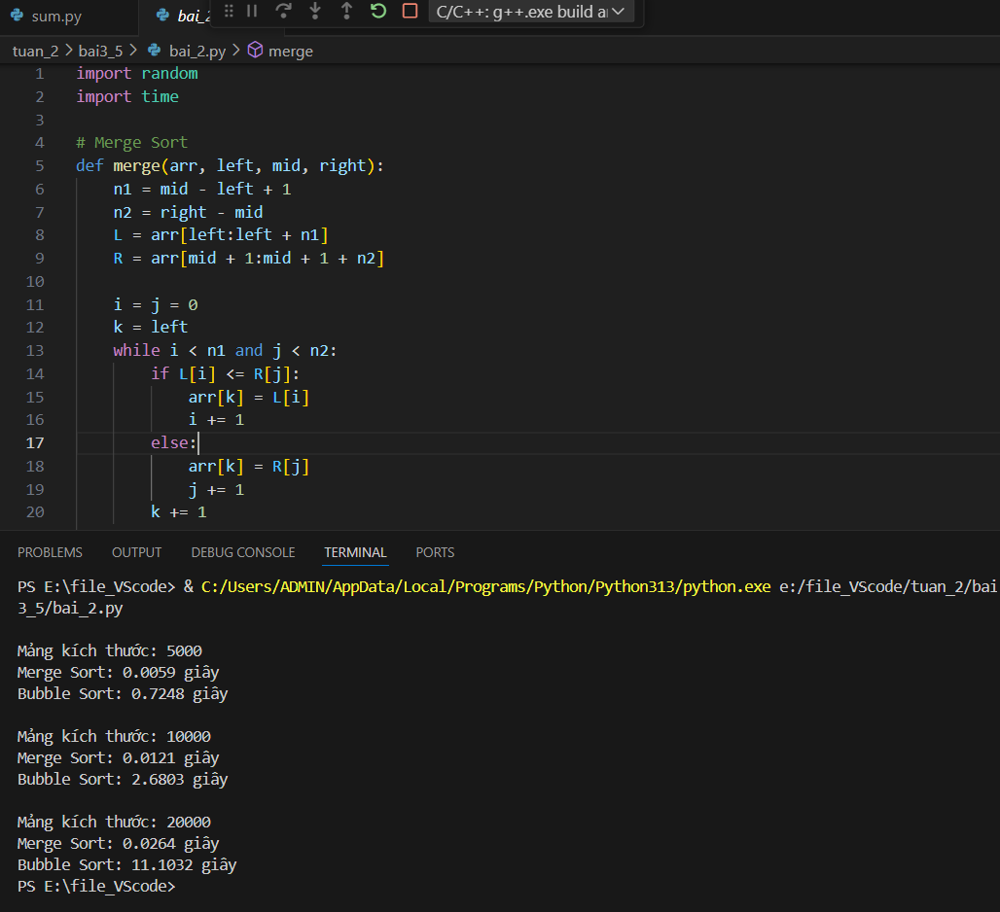 sum.py
bai_2
C/C++: g++.exe build a
tuan_2 > bai3_5 > bai_2.py > merge
1 import random
2 import time
3
4 # Merge Sort
5 def merge(arr, left, mid, right):
6     n1 = mid - left + 1
7     n2 = right - mid
8     L = arr[left:left + n1]
9     R = arr[mid + 1:mid + 1 + n2]
10
11     i = j = 0
12     k = left
13     while i < n1 and j < n2:
14         if L[i] <= R[j]:
15             arr[k] = L[i]
16             i += 1
17         else:
18             arr[k] = R[j]
19             j += 1
20         k += 1
PROBLEMS OUTPUT DEBUG CONSOLE TERMINAL PORTS
PS E:\file_VScode> & C:/Users/ADMIN/AppData/Local/Programs/Python/Python313/python.exe e:/file_VScode/tuan_2/bai
3_5/bai_2.py
Mảng kích thước: 5000
Merge Sort: 0.0059 giây
Bubble Sort: 0.7248 giây
Mảng kích thước: 10000
Merge Sort: 0.0121 giây
Bubble Sort: 2.6803 giây
Mảng kích thước: 20000
Merge Sort: 0.0264 giây
Bubble Sort: 11.1032 giây
PS E:\file_VScode>